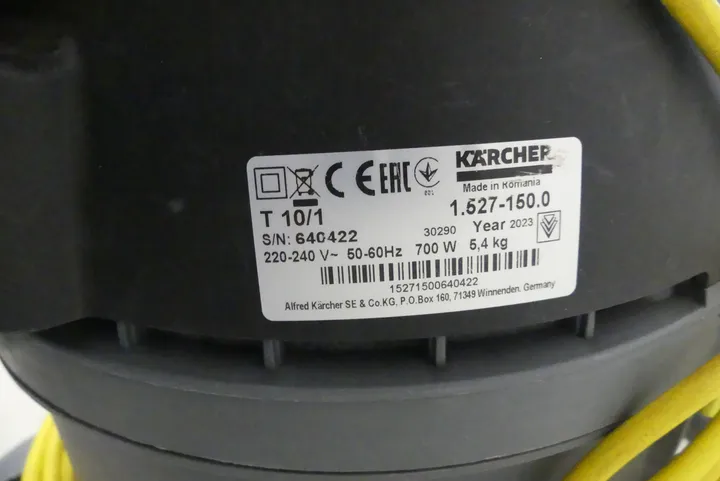 KÄRCHER
Made in Romania
T 10/1
1.527-150.0
S/N: 640422
30290
Year 2023
220-240 V~ 50-60Hz 700 W 5,4 kg
15271500640422
Alfred Kärcher SE & Co.KG, P.O.Box 160, 71349 Winnenden, Germany